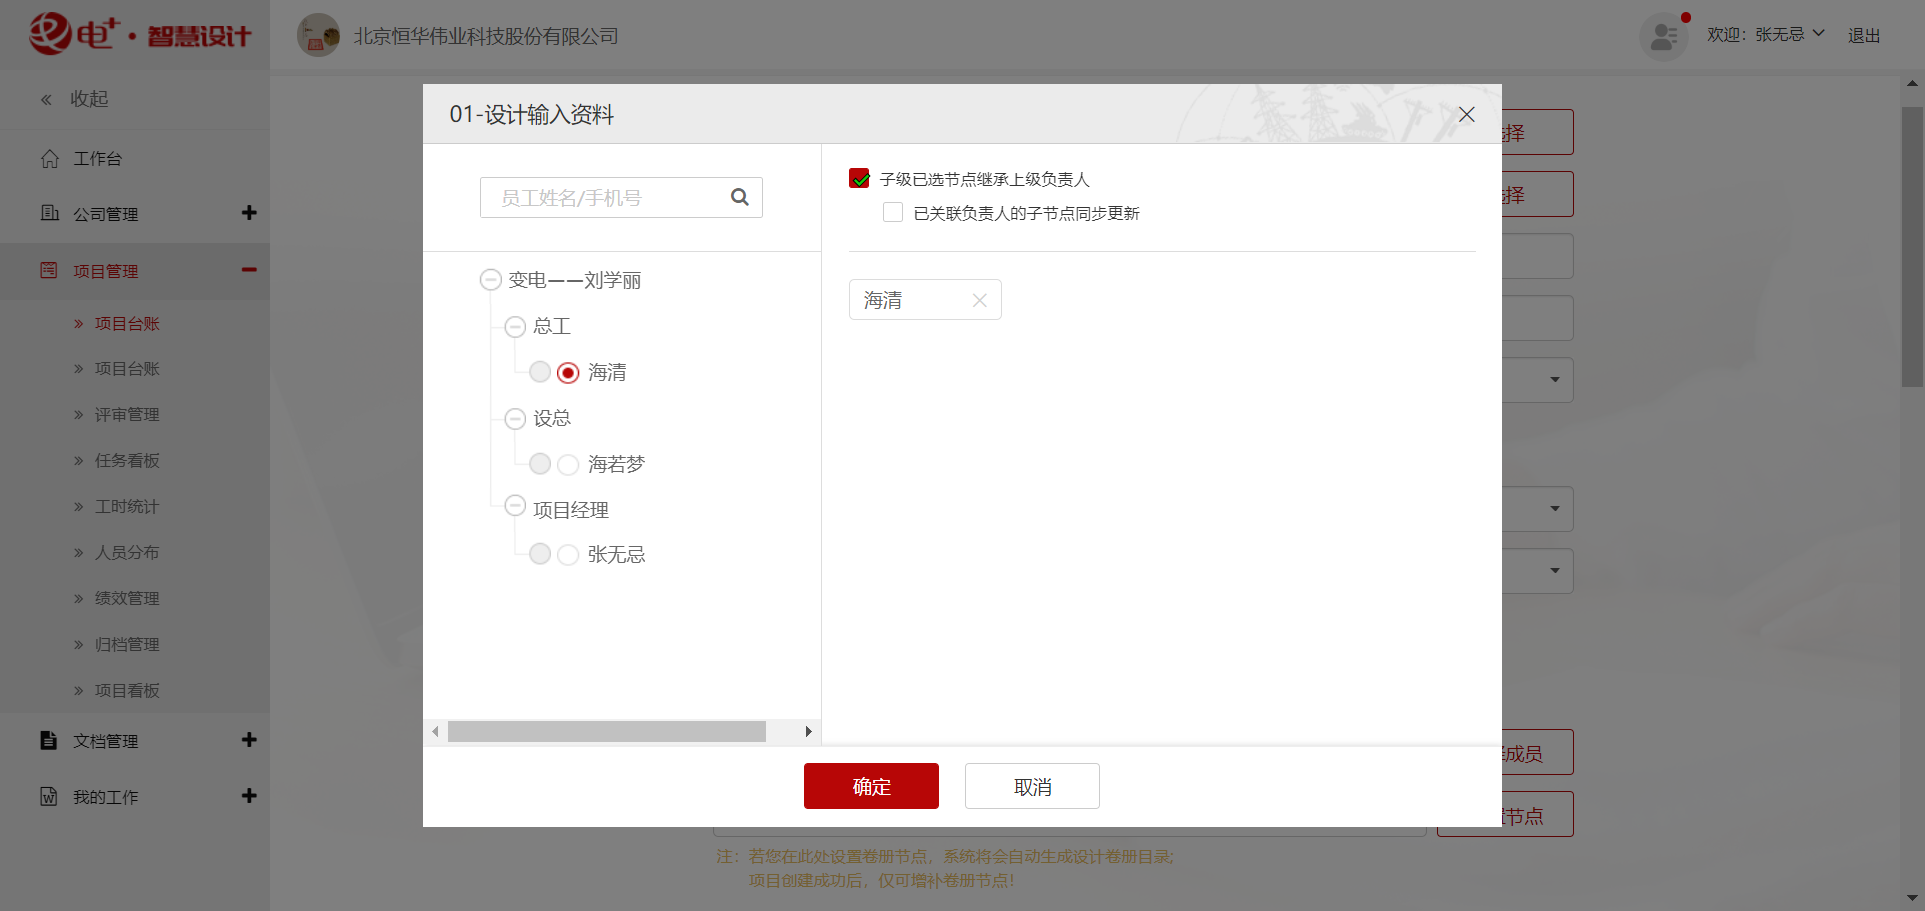 电+·智慧设计
北京恒华伟业科技股份有限公司
欢迎：张无忌
退出
收起
工作台
公司管理
项目管理
项目台账
项目台账
评审管理
任务看板
工时统计
人员分布
绩效管理
归档管理
项目看板
文档管理
我的工作
01-设计输入资料
员工姓名/手机号
变电——刘学丽
总工
海清
设总
海若梦
项目经理
张无忌
子级已选节点继承上级负责人
已关联负责人的子节点同步更新
海清
确定
取消
择
择
成员
节点
注：若您在此处设置卷册节点，系统将会自动生成设计卷册目录;
项目创建成功后，仅可增补卷册节点!